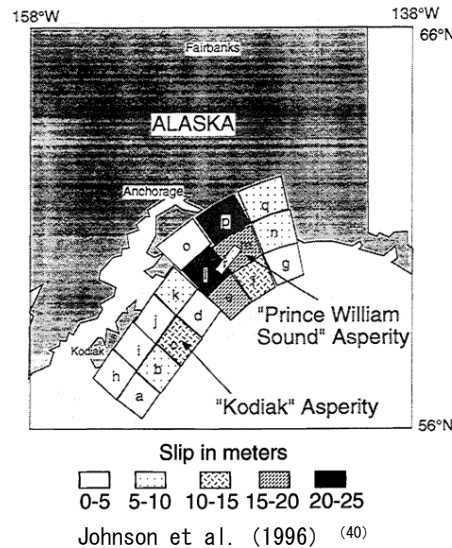 158°W 138°W
66°N
Fairbanks
ALASKA
Anchorage
p q
o n
l g
k e
j d
i c
Kodiak
h b
a
"Prince William
Sound" Asperity
"Kodiak" Asperity
56°N
Slip in meters
0-5 5-10 10-15 15-20 20-25
Johnson et al. (1996) (40)